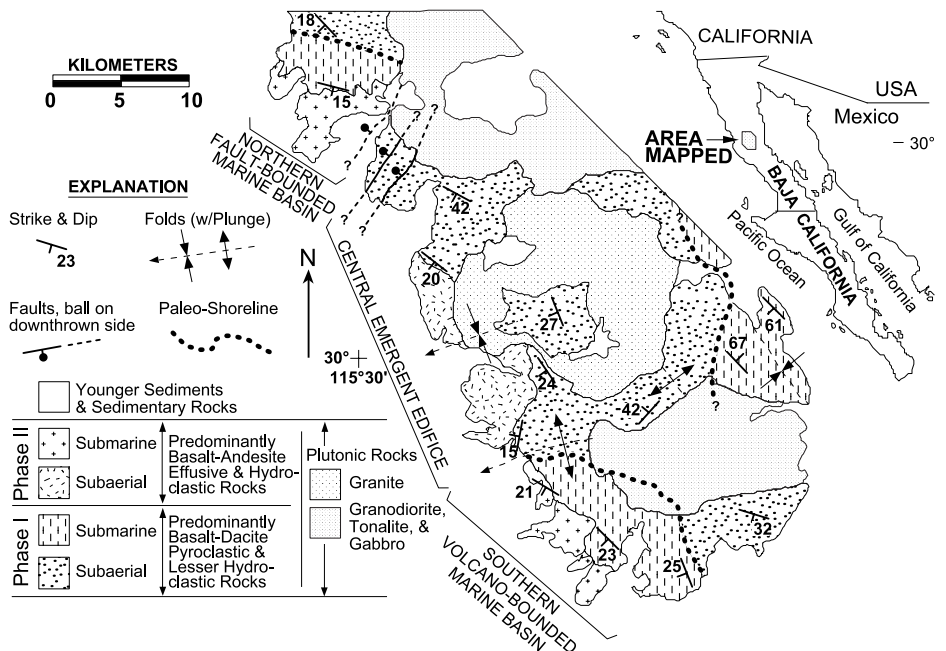 KILOMETERS
0 5 10
EXPLANATION
Strike & Dip
23
Folds (w/Plunge)
Faults, ball on
downthrown side
Paleo-Shoreline
Younger Sediments
& Sedimentary Rocks
Phase II
Submarine
Subaerial
Predominantly
Basalt-Andesite
Effusive & Hydro-
clastic Rocks
Phase I
Submarine
Subaerial
Predominantly
Basalt-Dacite
Pyroclastic &
Lesser Hydro-
clastic Rocks
Plutonic Rocks
Granite
Granodiorite,
Tonalite, &
Gabbro
N
30°
115°30'
NORTHERN
FAULT-BOUNDED
MARINE BASIN
CENTRAL EMERGENT EDIFICE
SOUTHERN
VOLCANO-BOUNDED
MARINE BASIN
18
15
?
?
?
?
?
?
42
20
27
24
42
15
21
23
25
32
61
67
?
?
CALIFORNIA
USA
Mexico
30°
AREA
MAPPED
BAJA CALIFORNIA
Pacific Ocean
Gulf of California